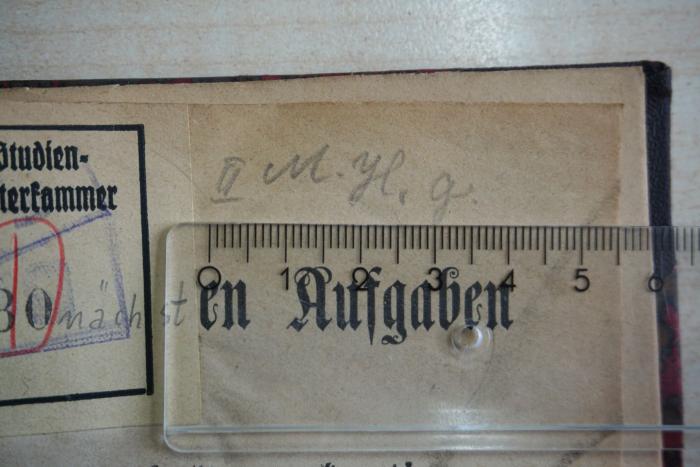 Studien-
terkammer
30
nächst
II M. Yl. g.
0 1 2 3 4 5 6
en Aufgaben